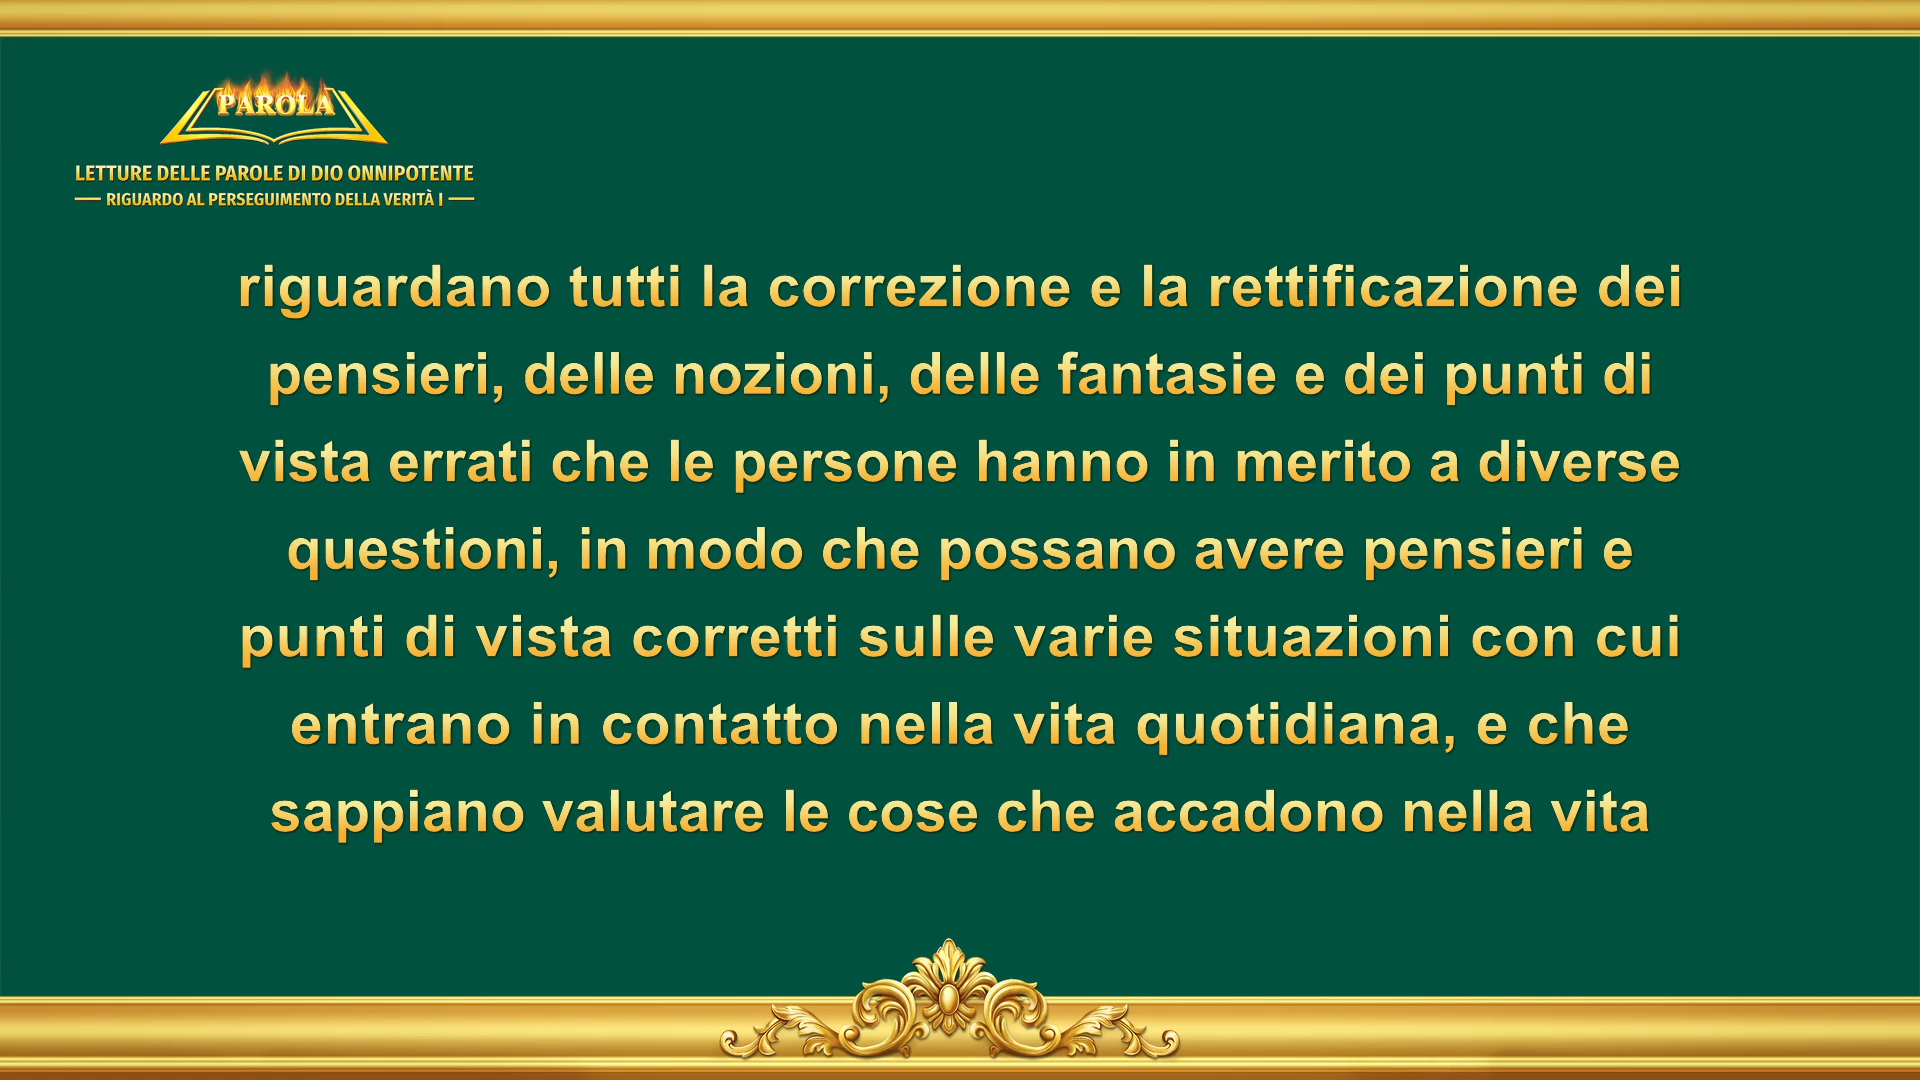 PAROLA
LETTURE DELLE PAROLE DI DIO ONNIPOTENTE
RIGUARDO AL PERSEGUIMENTO DELLA VERITÀ I
riguardano tutti la correzione e la rettificazione dei
pensieri, delle nozioni, delle fantasie e dei punti di
vista errati che le persone hanno in merito a diverse
questioni, in modo che possano avere pensieri e
punti di vista corretti sulle varie situazioni con cui
entrano in contatto nella vita quotidiana, e che
sappiano valutare le cose che accadono nella vita